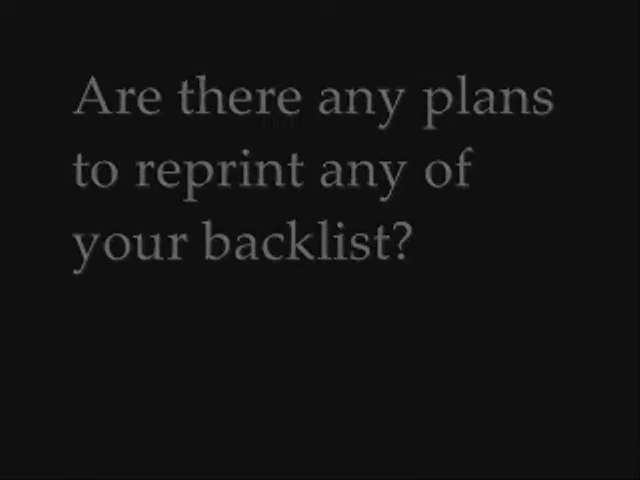 Are there any plans
to reprint any of
your backlist?